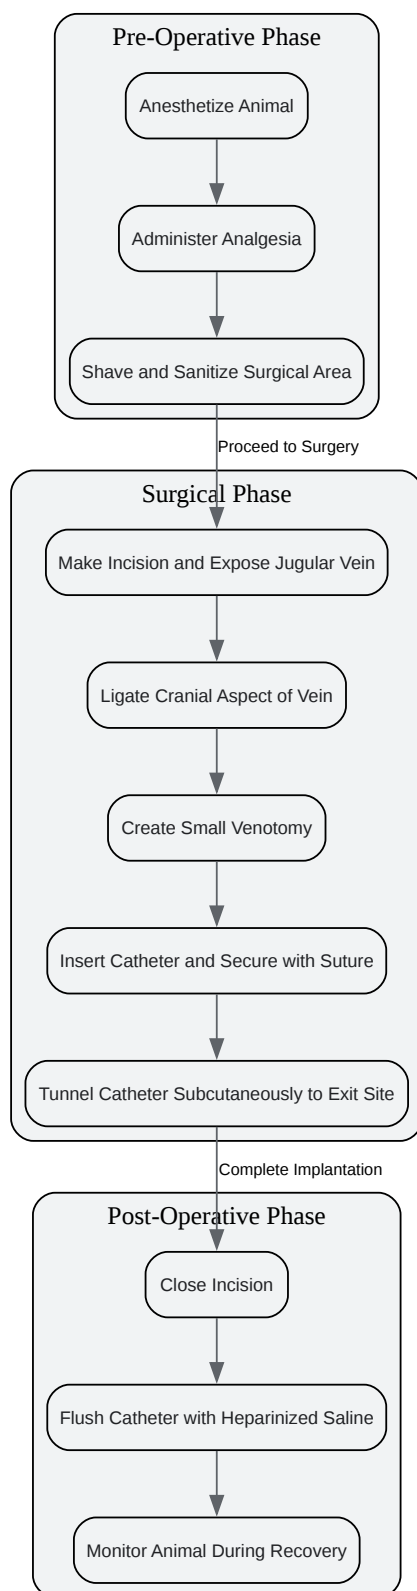 Pre-Operative Phase
Anesthetize Animal
Administer Analgesia
Shave and Sanitize Surgical Area
Proceed to Surgery
Surgical Phase
Make Incision and Expose Jugular Vein
Ligate Cranial Aspect of Vein
Create Small Venotomy
Insert Catheter and Secure with Suture
Tunnel Catheter Subcutaneously to Exit Site
Complete Implantation
Post-Operative Phase
Close Incision
Flush Catheter with Heparinized Saline
Monitor Animal During Recovery